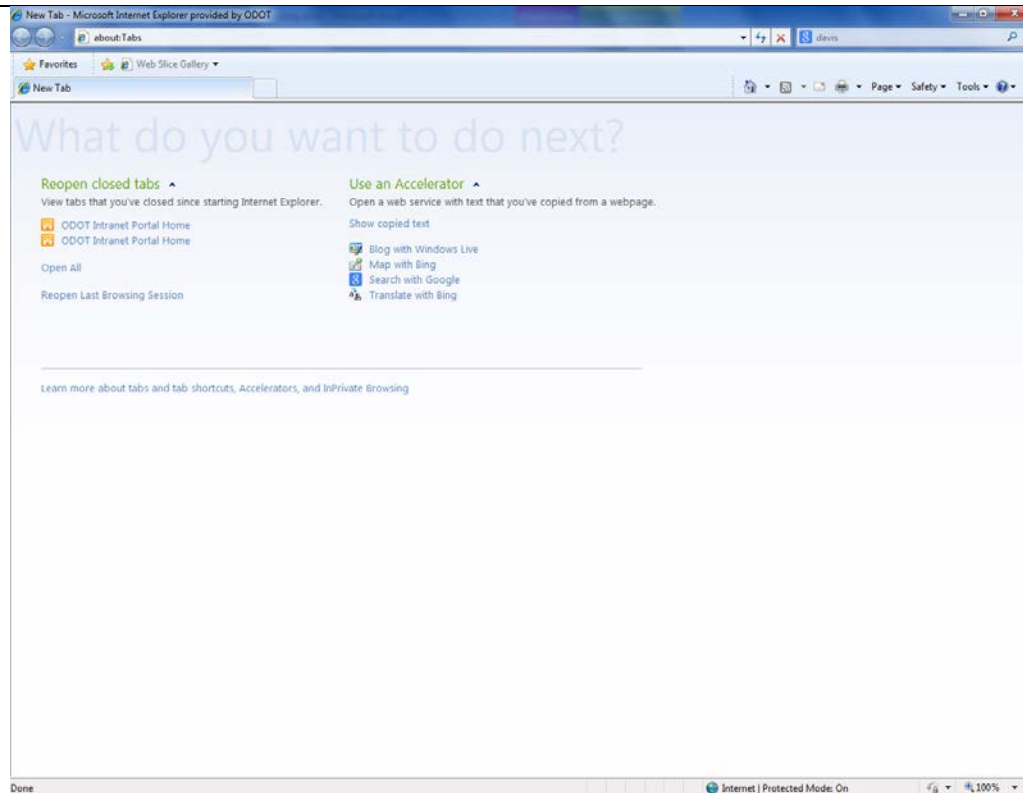 New Tab - Microsoft Internet Explorer provided by ODOT
about:Tabs
davis
Favorites
Web Slice Gallery
New Tab
Page
Safety
Tools
What do you want to do next?
Reopen closed tabs
Use an Accelerator
View tabs that you've closed since starting Internet Explorer.
Open a web service with text that you've copied from a webpage.
ODOT Intranet Portal Home
ODOT Intranet Portal Home
Open All
Reopen Last Browsing Session
Show copied text
Blog with Windows Live
Map with Bing
Search with Google
Translate with Bing
Learn more about tabs and tab shortcuts, Accelerators, and InPrivate Browsing
Done
Internet | Protected Mode: On
100%